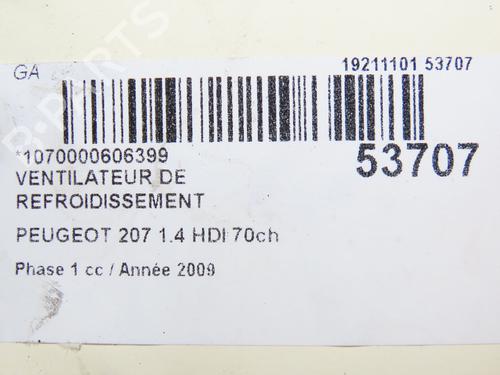 GA
19211101 53707
*1070000606399
53707
VENTILATEUR DE
REFROIDISSEMENT
PEUGEOT 207 1.4 HDI 70ch
Phase 1 cc / Année 2009